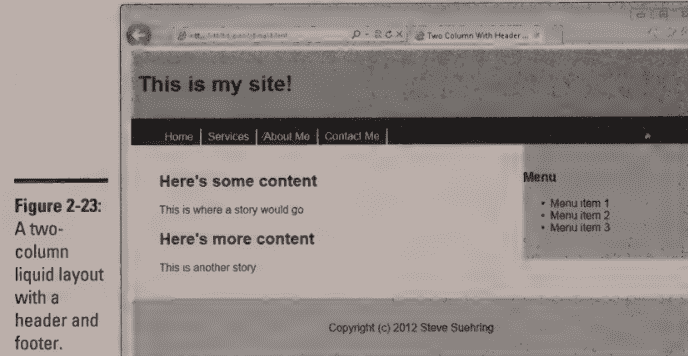 Two Column With Header ...
This is my site!
Home Services About Me Contact Me
Here's some content
This is where a story would go
Here's more content
This is another story
Menu
• Menu item 1
• Menu item 2
• Menu item 3
Copyright (c) 2012 Steve Suehring
Figure 2-23:
A two-
column
liquid layout
with a
header and
footer.